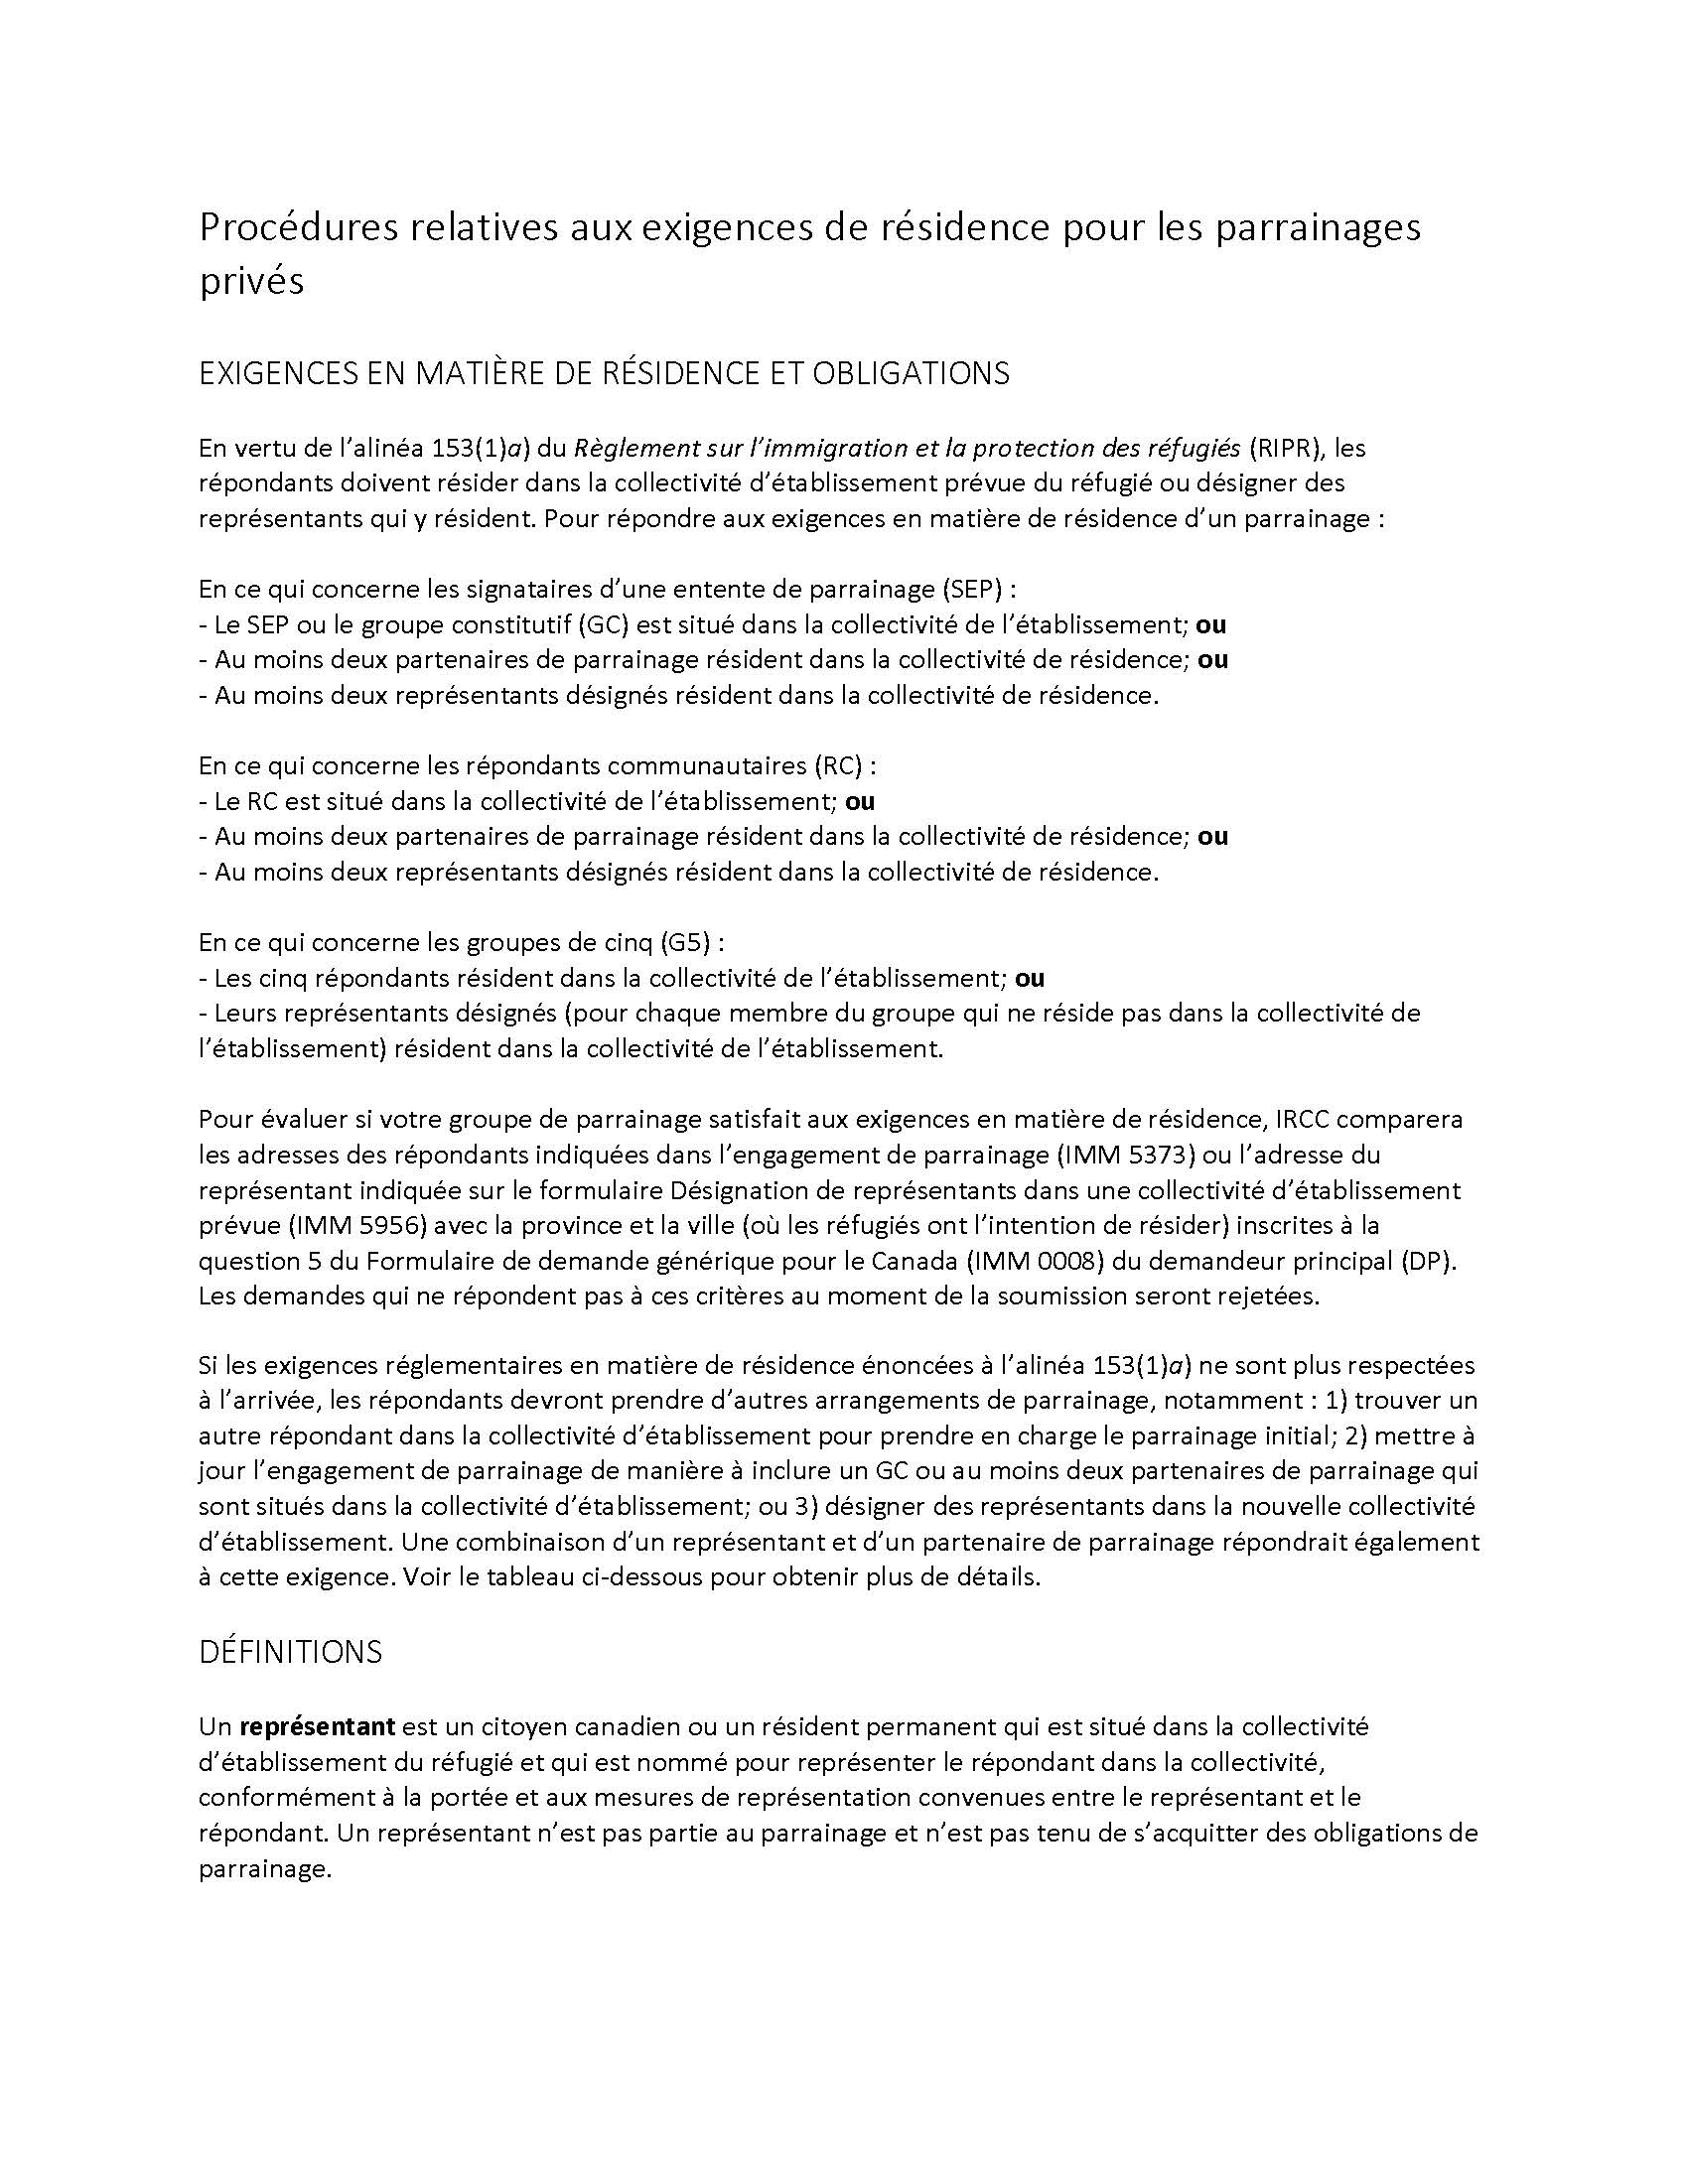 Procédures relatives aux exigences de résidence pour les parrainages
privés
EXIGENCES EN MATIÈRE DE RÉSIDENCE ET OBLIGATIONS
En vertu de l’alinéa 153(1)a) du Règlement sur l’immigration et la protection des réfugiés (RIPR), les
répondants doivent résider dans la collectivité d’établissement prévue du réfugié ou désigner des
représentants qui y résident. Pour répondre aux exigences en matière de résidence d’un parrainage :
En ce qui concerne les signataires d’une entente de parrainage (SEP) :
- Le SEP ou le groupe constitutif (GC) est situé dans la collectivité de l’établissement; ou
- Au moins deux partenaires de parrainage résident dans la collectivité de résidence; ou
- Au moins deux représentants désignés résident dans la collectivité de résidence.
En ce qui concerne les répondants communautaires (RC) :
- Le RC est situé dans la collectivité de l’établissement; ou
- Au moins deux partenaires de parrainage résident dans la collectivité de résidence; ou
- Au moins deux représentants désignés résident dans la collectivité de résidence.
En ce qui concerne les groupes de cinq (G5) :
- Les cinq répondants résident dans la collectivité de l’établissement; ou
- Leurs représentants désignés (pour chaque membre du groupe qui ne réside pas dans la collectivité de
l’établissement) résident dans la collectivité de l’établissement.
Pour évaluer si votre groupe de parrainage satisfait aux exigences en matière de résidence, IRCC comparera
les adresses des répondants indiquées dans l’engagement de parrainage (IMM 5373) ou l’adresse du
représentant indiquée sur le formulaire Désignation de représentants dans une collectivité d’établissement
prévue (IMM 5956) avec la province et la ville (où les réfugiés ont l’intention de résider) inscrites à la
question 5 du Formulaire de demande générique pour le Canada (IMM 0008) du demandeur principal (DP).
Les demandes qui ne répondent pas à ces critères au moment de la soumission seront rejetées.
Si les exigences réglementaires en matière de résidence énoncées à l’alinéa 153(1)a) ne sont plus respectées
à l’arrivée, les répondants devront prendre d’autres arrangements de parrainage, notamment : 1) trouver un
autre répondant dans la collectivité d’établissement pour prendre en charge le parrainage initial; 2) mettre à
jour l’engagement de parrainage de manière à inclure un GC ou au moins deux partenaires de parrainage qui
sont situés dans la collectivité d’établissement; ou 3) désigner des représentants dans la nouvelle collectivité
d’établissement. Une combinaison d’un représentant et d’un partenaire de parrainage répondrait également
à cette exigence. Voir le tableau ci-dessous pour obtenir plus de détails.
DÉFINITIONS
Un représentant est un citoyen canadien ou un résident permanent qui est situé dans la collectivité
d’établissement du réfugié et qui est nommé pour représenter le répondant dans la collectivité,
conformément à la portée et aux mesures de représentation convenues entre le représentant et le
répondant. Un représentant n’est pas partie au parrainage et n’est pas tenu de s’acquitter des obligations de
parrainage.